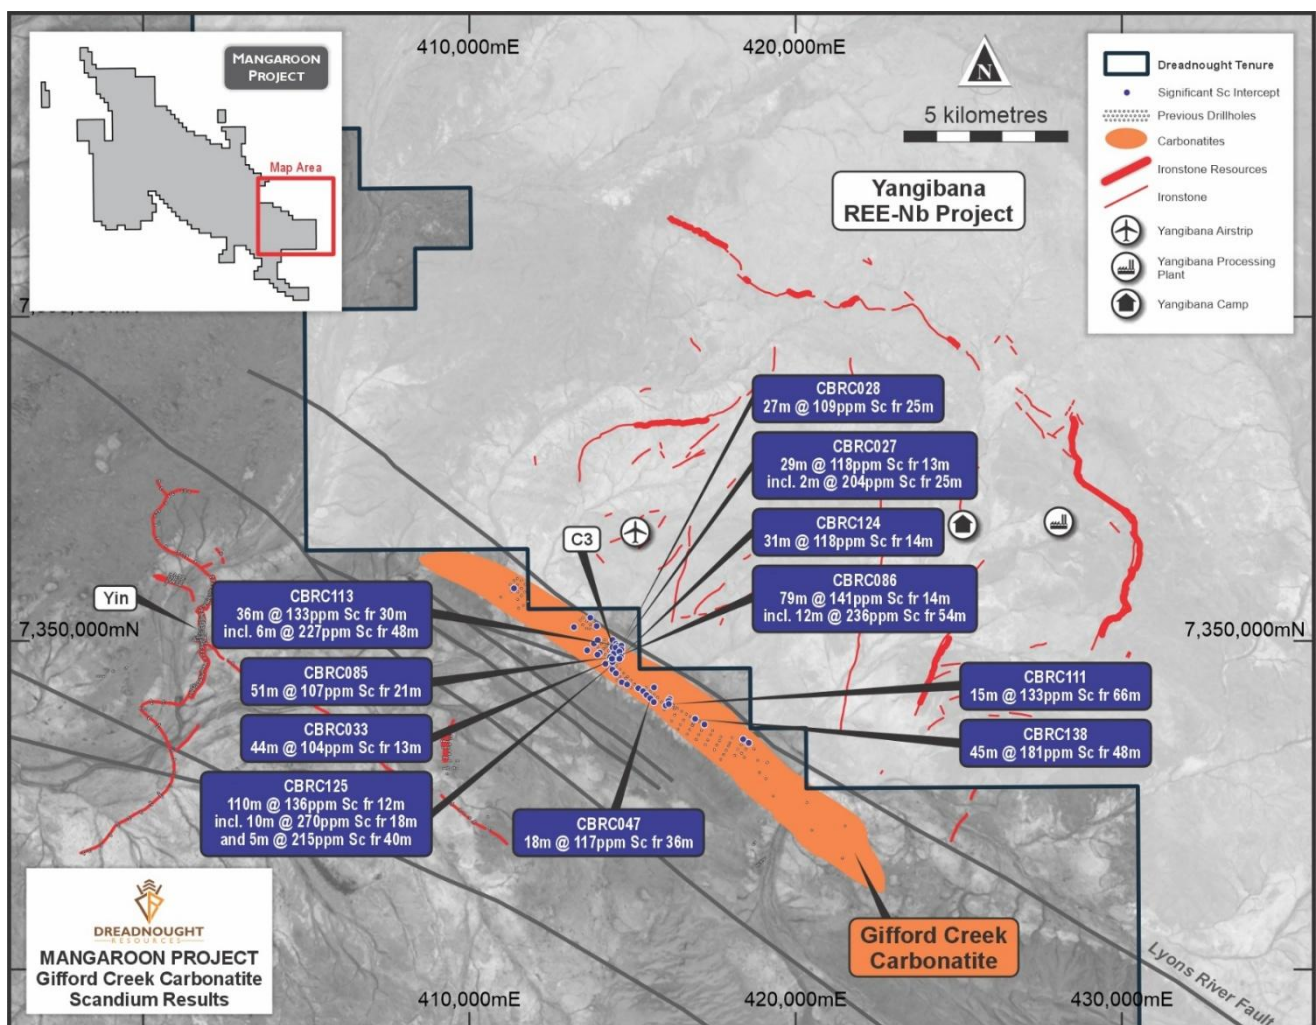 410,000mE
420,000mE
MANGAROON
PROJECT
Map Area
N
5 kilometres
Yangibana
REE-Nb Project
Dreadnought Tenure
Significant Sc Intercept
Previous Drillholes
Carbonatites
Ironstone Resources
Ironstone
Yangibana Airstrip
Yangibana Processing
Plant
Yangibana Camp
CBRC028
27m @ 109ppm Sc fr 25m
CBRC027
29m @ 118ppm Sc fr 13m
incl. 2m @ 204ppm Sc fr 25m
CBRC124
31m @ 118ppm Sc fr 14m
CBRC086
79m @ 141ppm Sc fr 14m
incl. 12m @ 236ppm Sc fr 54m
C3
Yin
7,350,000mN
7,350,000mN
CBRC113
36m @ 133ppm Sc fr 30m
incl. 6m @ 227ppm Sc fr 48m
CBRC085
51m @ 107ppm Sc fr 21m
CBRC033
44m @ 104ppm Sc fr 13m
CBRC125
110m @ 136ppm Sc fr 12m
incl. 10m @ 270ppm Sc fr 18m
and 5m @ 215ppm Sc fr 40m
CBRC047
18m @ 117ppm Sc fr 36m
CBRC111
15m @ 133ppm Sc fr 66m
CBRC138
45m @ 181ppm Sc fr 48m
Gifford Creek
Carbonatite
Lyons River Fault
DREADNOUGHT
RESOURCES
MANGAROON PROJECT
Gifford Creek Carbonatite
Scandium Results
410,000mE
420,000mE
430,000mE